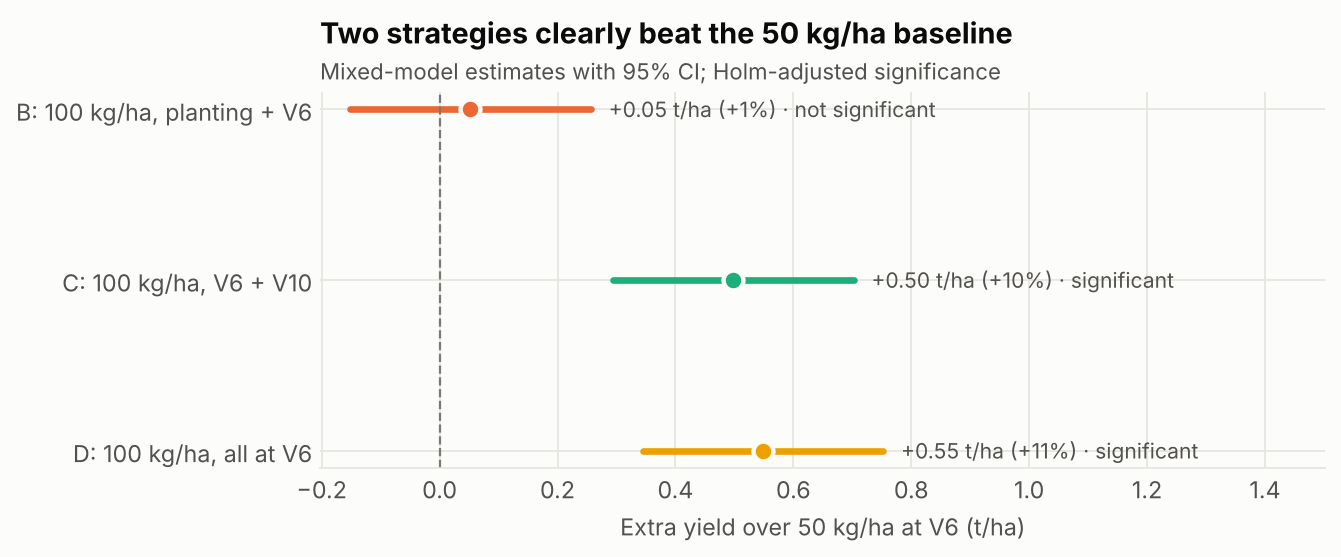 Two strategies clearly beat the 50 kg/ha baseline
Mixed-model estimates with 95% CI; Holm-adjusted significance
B: 100 kg/ha, planting + V6
+0.05 t/ha (+1%) · not significant
C: 100 kg/ha, V6 + V10
+0.50 t/ha (+10%) · significant
D: 100 kg/ha, all at V6
+0.55 t/ha (+11%) · significant
−0.2 0.0 0.2 0.4 0.6 0.8 1.0 1.2 1.4
Extra yield over 50 kg/ha at V6 (t/ha)